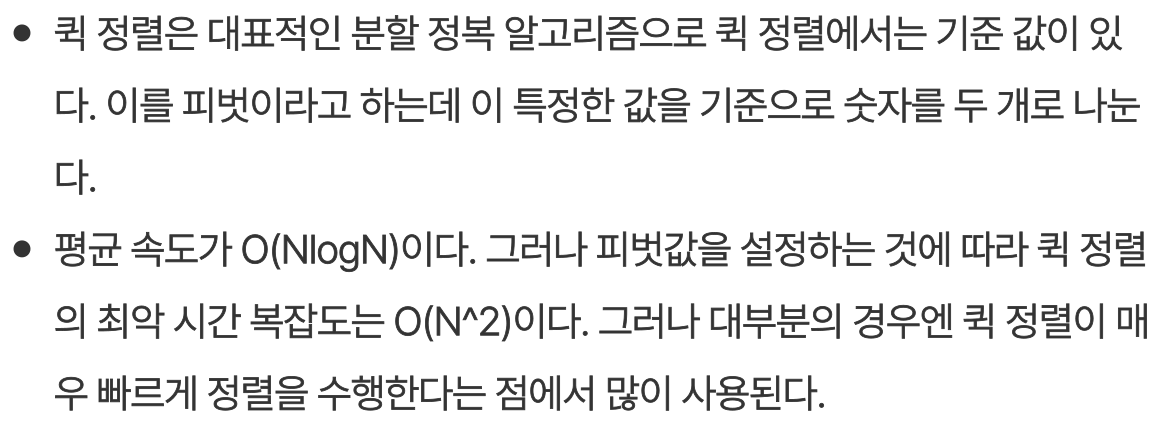 • 퀵 정렬은 대표적인 분할 정복 알고리즘으로 퀵 정렬에서는 기준 값이 있
다. 이를 피벗이라고 하는데 이 특정한 값을 기준으로 숫자를 두 개로 나눈
다.
• 평균 속도가 O(NlogN)이다. 그러나 피벗값을 설정하는 것에 따라 퀵 정렬
의 최악 시간 복잡도는 O(N^2)이다. 그러나 대부분의 경우엔 퀵 정렬이 매
우 빠르게 정렬을 수행한다는 점에서 많이 사용된다.